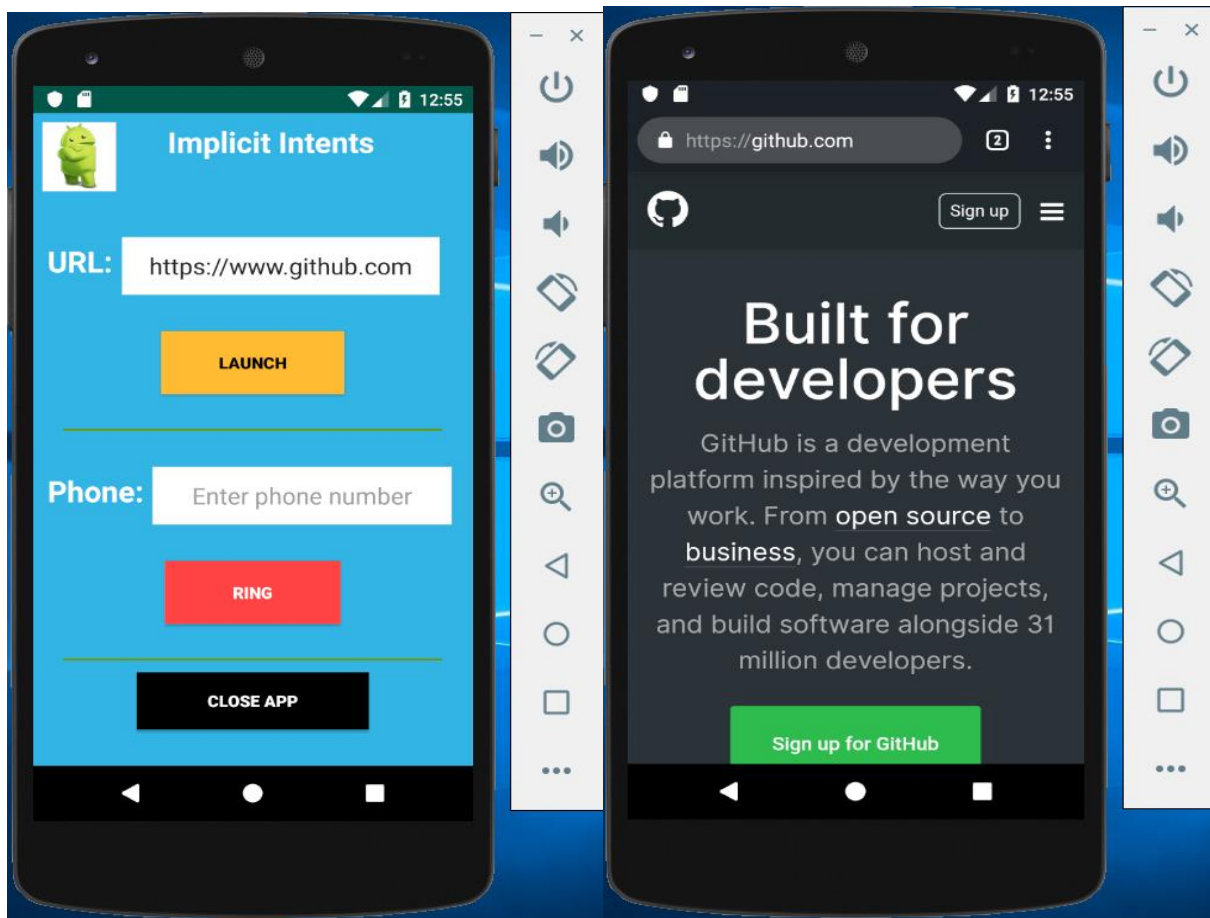 12:55
Implicit Intents
URL:
https://www.github.com
LAUNCH
Phone:
Enter phone number
RING
CLOSE APP
12:55
https://github.com
2
Sign up
Built for
developers
GitHub is a development
platform inspired by the way you
work. From open source to
business, you can host and
review code, manage projects,
and build software alongside 31
million developers.
Sign up for GitHub